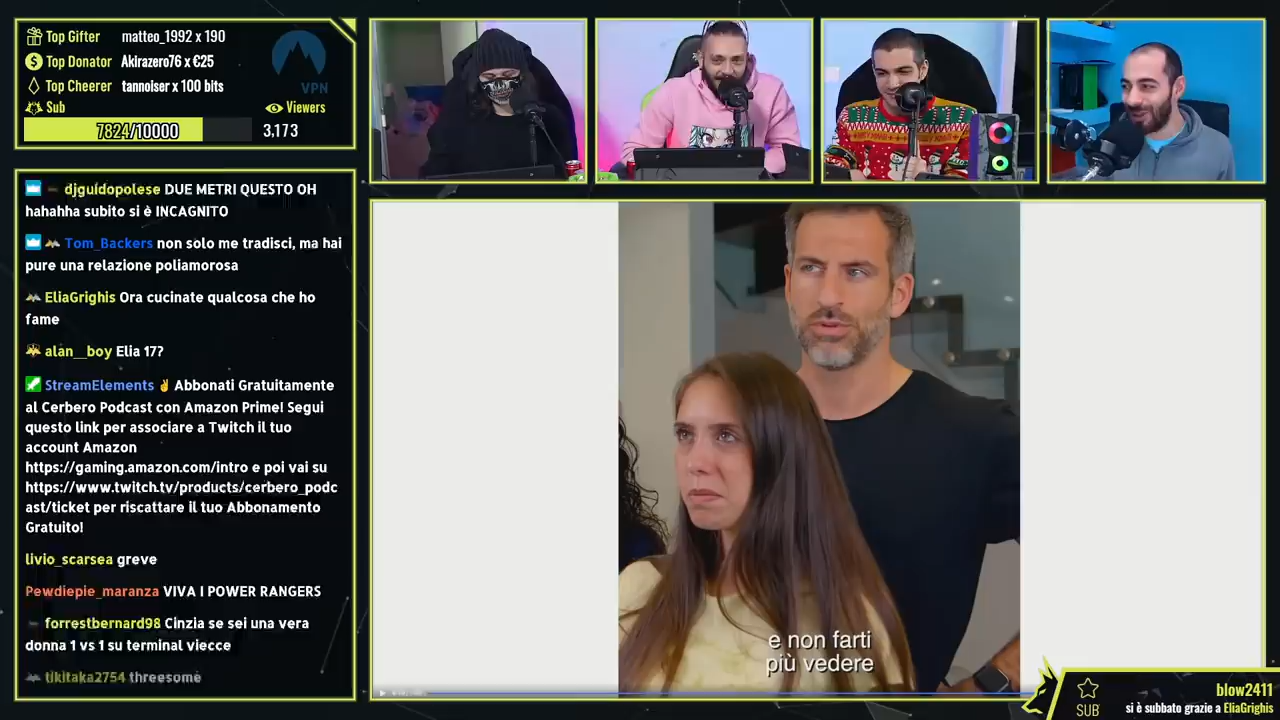 Top Gifter matteo_1992 x 190
Top Donator Akirazero76 x €25
Top Cheerer tannoiser x 100 bits
VPN
Sub Viewers
7824/10000 3,173
djguidopolese DUE METRI QUESTO OH
hahahha subito si è INCAGNITO
Tom_Backers non solo me tradisci, ma hai
pure una relazione poliamorosa
EliaGrighis Ora cucinate qualcosa che ho
fame
alan__boy Elia 17?
StreamElements ✌ Abbonati Gratuitamente
al Cerbero Podcast con Amazon Prime! Segui
questo link per associare a Twitch il tuo
account Amazon
https://gaming.amazon.com/intro e poi vai su
https://www.twitch.tv/products/cerbero_podc
ast/ticket per riscattare il tuo Abbonamento
Gratuito!
livio_scarsea greve
Pewdiepie_maranza VIVA I POWER RANGERS
forrestbernard98 Cinzia se sei una vera
donna 1 vs 1 su terminal viecce
tikitaka2754 threesome
e non farti
più vedere
SUB
blow2411
si è subbato grazie a EliaGrighis